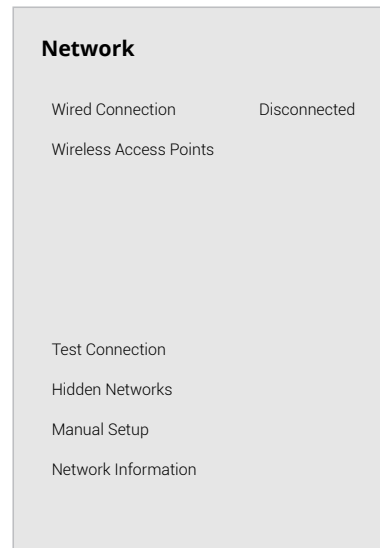 Network
Wired Connection Disconnected
Wireless Access Points
Test Connection
Hidden Networks
Manual Setup
Network Information